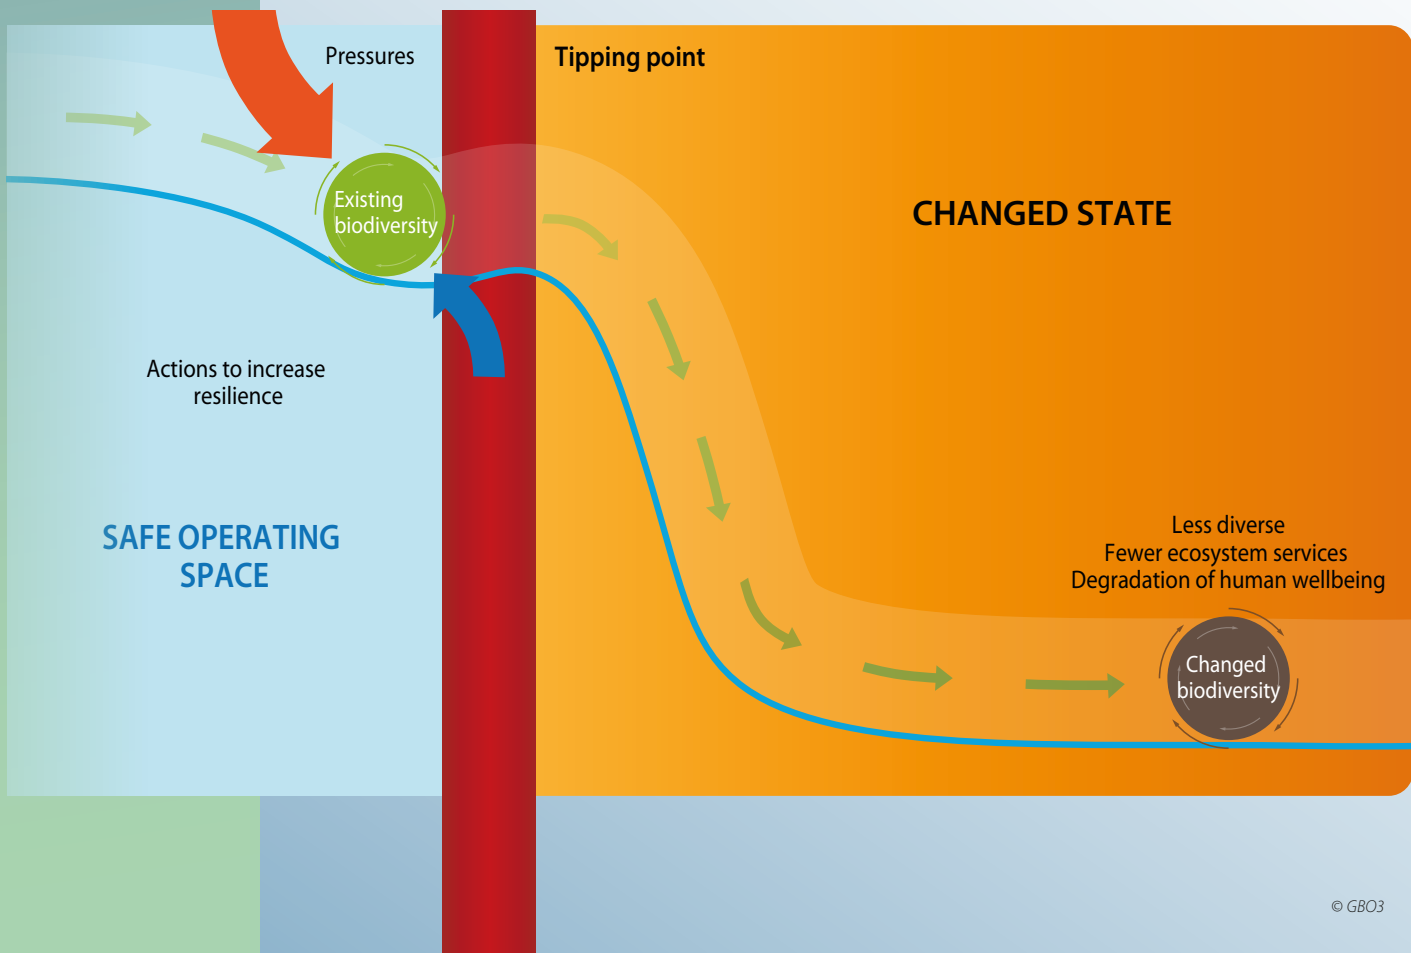 Pressures
Tipping point
Existing
biodiversity
CHANGED STATE
Actions to increase
resilience
SAFE OPERATING
SPACE
Less diverse
Fewer ecosystem services
Degradation of human wellbeing
Changed
biodiversity
© GBO3